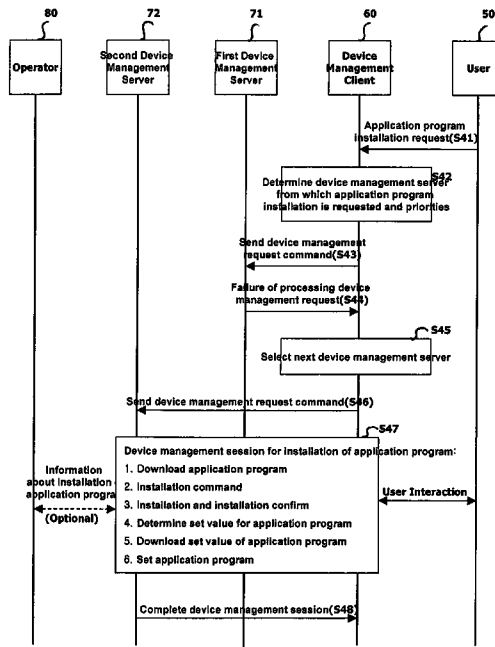 80
72
71
60
50
Operator
Second Device
Management
Server
First Device
Management
Server
Device
Management
Client
User
Application program
installation request(S41)
S42
Determine device management server
from which application program
installation is requested and priorities
Send device management
request command(S43)
Failure of processing device
management request(S44)
S45
Select next device management server
Send device management request command(S46)
S47
Device management session for installation of application program:
1. Download application program
2. Installation command
3. Installation and installation confirm
4. Determine set value for application program
5. Download set value of application program
6. Set application program
Information
about installation
application progra
(Optional)
User Interaction
Complete device management session(S48)